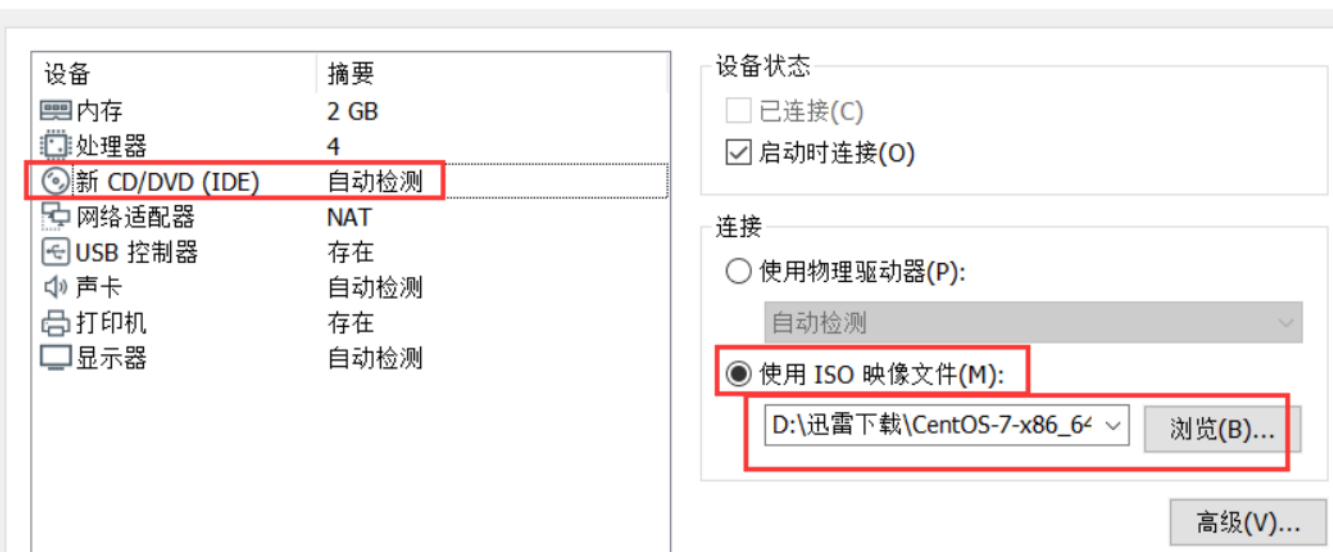 设备 摘要
内存 2 GB
处理器 4
新 CD/DVD (IDE) 自动检测
网络适配器 NAT
USB 控制器 存在
声卡 自动检测
打印机 存在
显示器 自动检测
设备状态
已连接(C)
启动时连接(O)
连接
使用物理驱动器(P):
自动检测
使用 ISO 映像文件(M):
D:\迅雷下载\CentOS-7-x86_64 浏览(B)...
高级(V)...